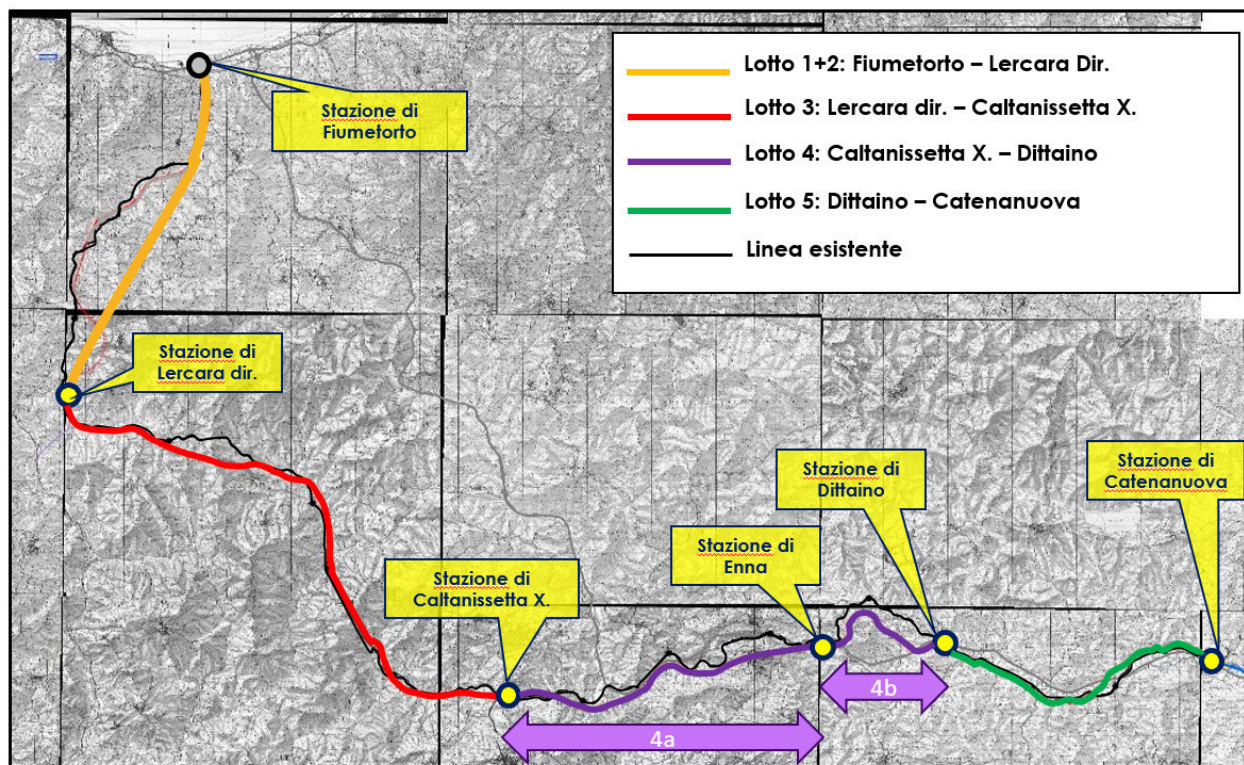 Lotto 1+2: Fiumetorto – Lercara Dir.
Lotto 3: Lercara dir. – Caltanissetta X.
Lotto 4: Caltanissetta X. – Dittaino
Lotto 5: Dittaino – Catenanuova
Linea esistente
Stazione di
Fiumetorto
Stazione di
Lercara dir.
Stazione di
Catenanuova
Stazione di
Dittaino
Stazione di
Enna
Stazione di
Caltanissetta X.
4b
4a